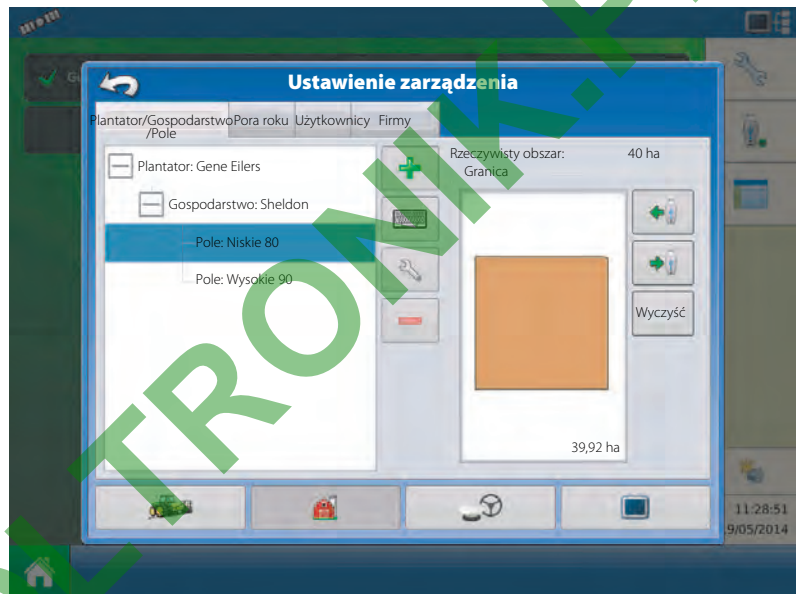 Ustawienie zarządzenia
Plantator/Gospodarstwo
/Pole
Pora roku
Użytkownicy
Firmy
Plantator: Gene Eilers
Gospodarstwo: Sheldon
Pole: Niskie 80
Pole: Wysokie 90
Rzeczywisty obszar: 40 ha
Granica
Wyczyść
39,92 ha
11:28:51
9/05/2014
LTRONIK.P